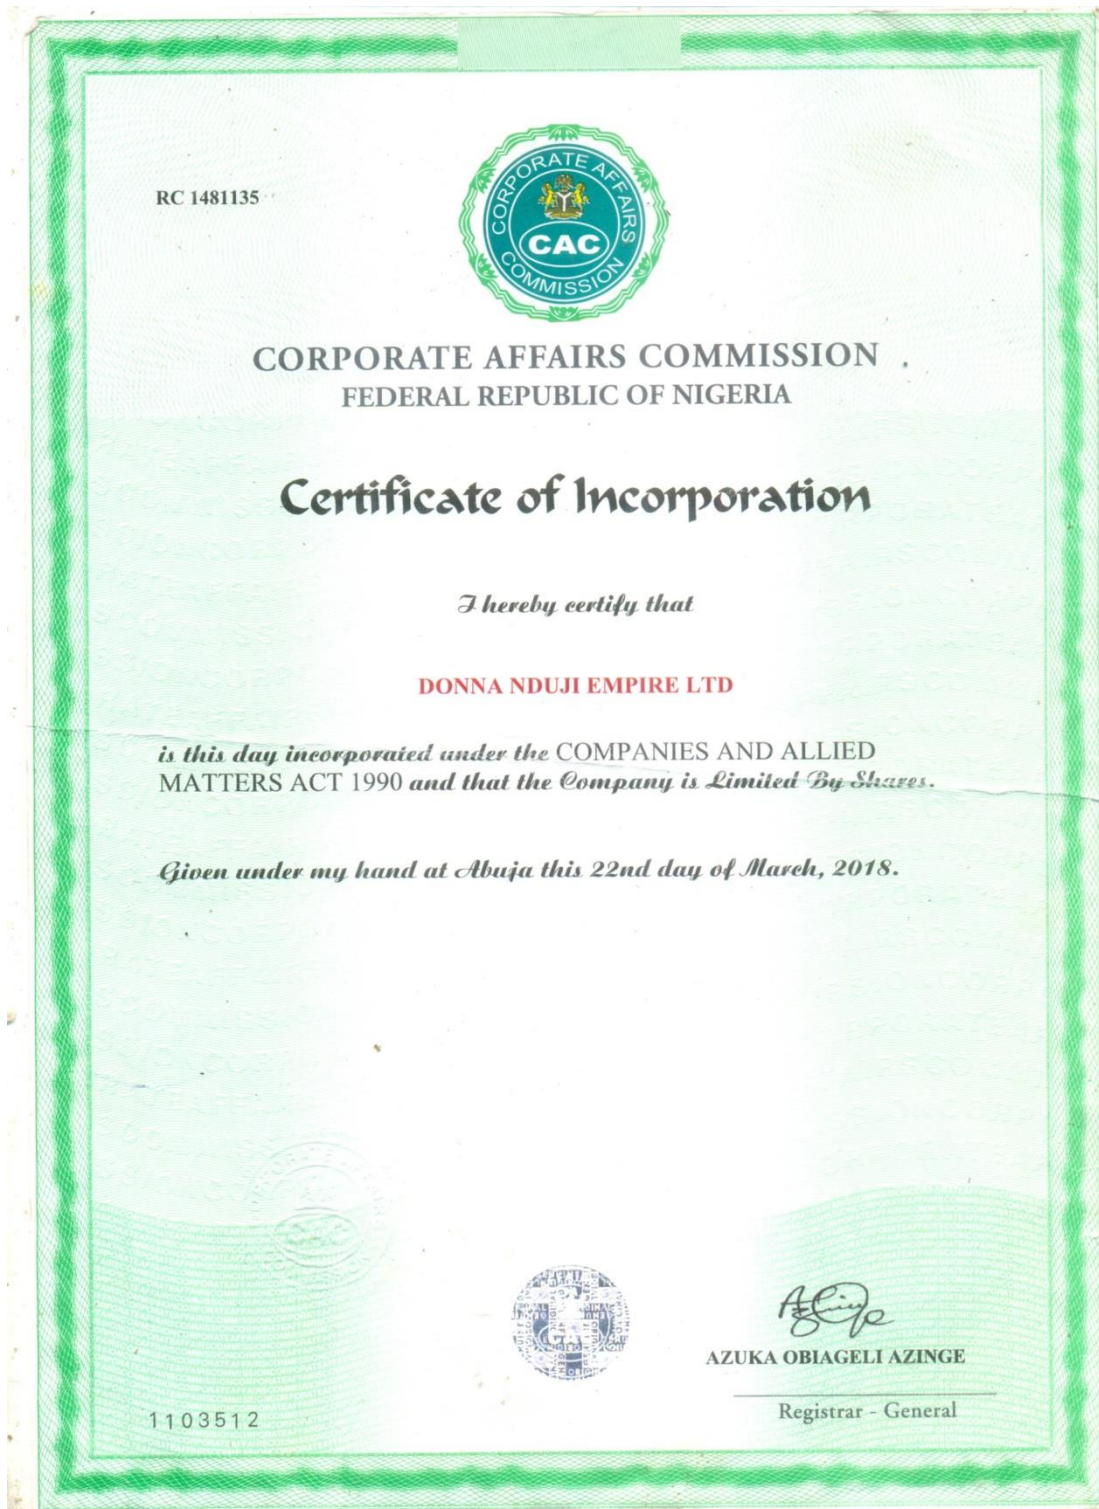 RC 1481135
CORPORATE AFFAIRS COMMISSION
CAC
CORPORATE AFFAIRS COMMISSION
FEDERAL REPUBLIC OF NIGERIA
Certificate of Incorporation
I hereby certify that
DONNA NDUJI EMPIRE LTD
is this day incorporated under the COMPANIES AND ALLIED
MATTERS ACT 1990 and that the Company is Limited By Shares.
Given under my hand at Abuja this 22nd day of March, 2018.
CAC
AZUKA OBIAGELI AZINGE
Registrar - General
1103512